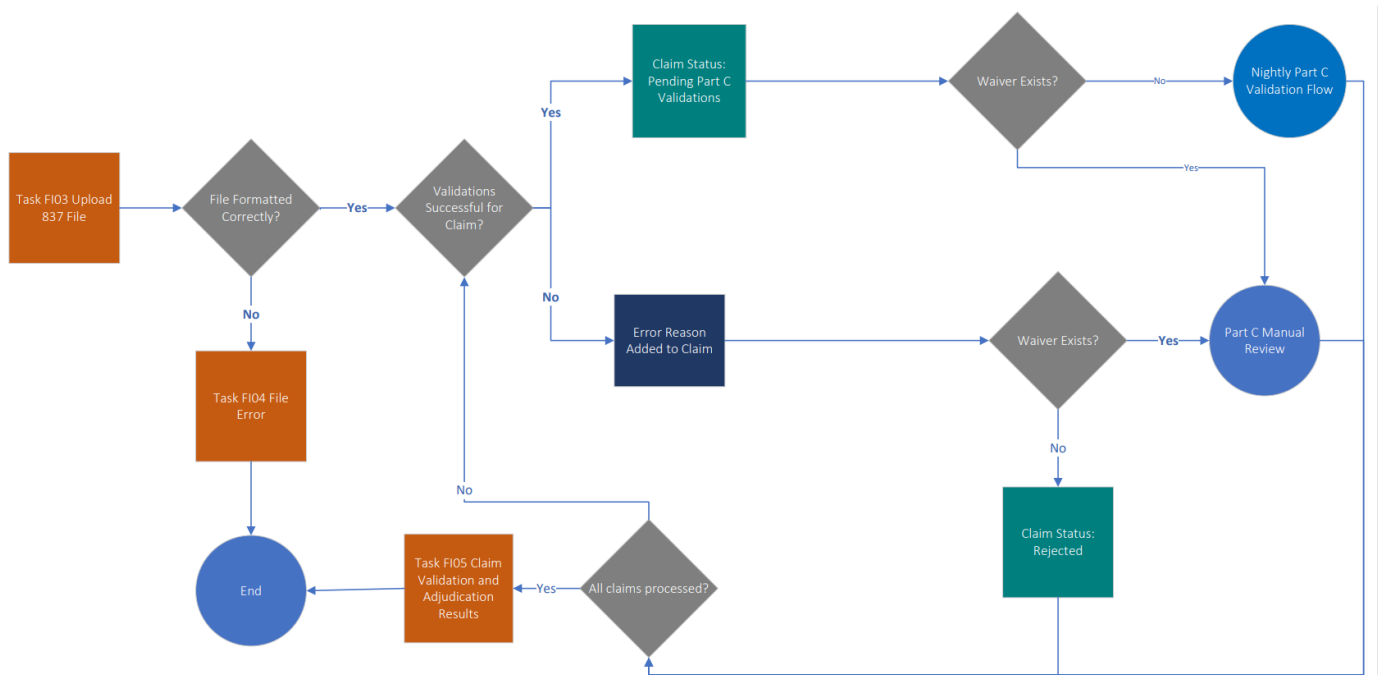 Claim Status:
Pending Part C
Validations
Waiver Exists?
No
Nightly Part C
Validation Flow
Yes
Task FI03 Upload
837 File
File Formatted
Correctly?
Yes
Validations
Successful for
Claim?
Yes
No
No
Error Reason
Added to Claim
Waiver Exists?
Yes
Part C Manual
Review
Task FI04 File
Error
No
No
Claim Status:
Rejected
End
Task FI05 Claim
Validation and
Adjudication
Results
Yes
All claims processed?